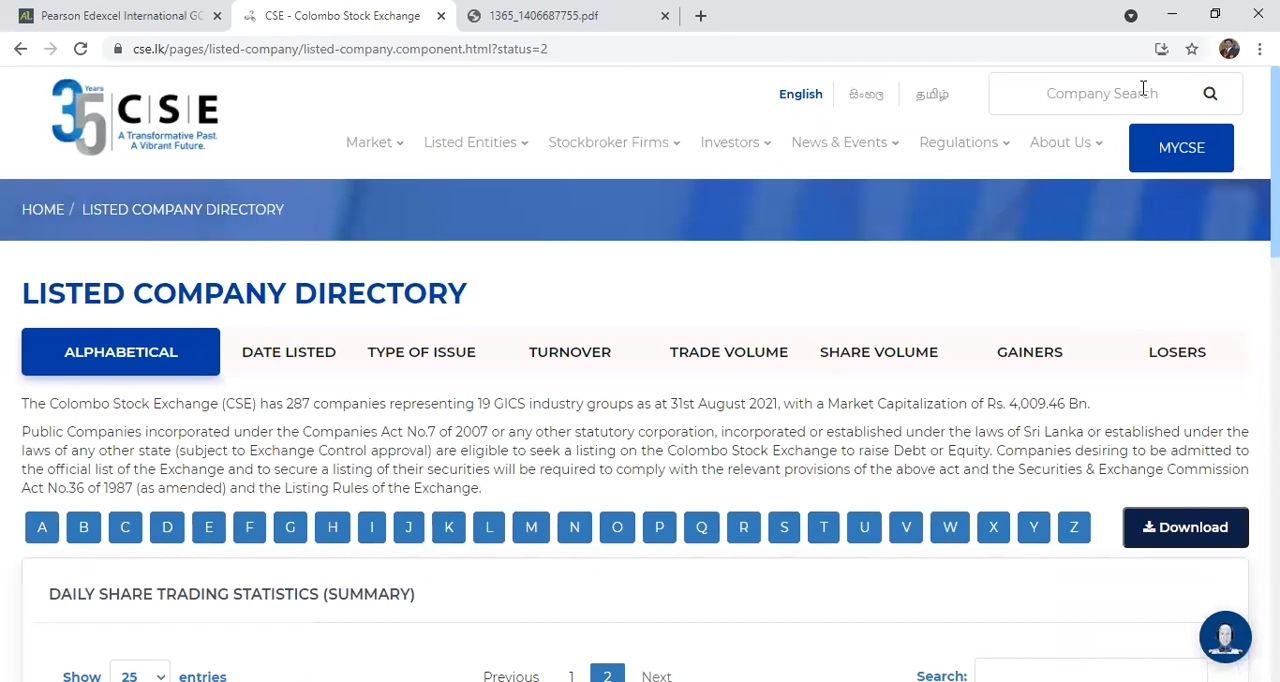 Pearson Edexcel International GC
CSE - Colombo Stock Exchange
1365_1406687755.pdf
cse.lk/pages/listed-company/listed-company.component.html?status=2
35 Years
C|S|E
A Transformative Past.
A Vibrant Future.
English සිංහල தமிழ் Company Search
Market Listed Entities Stockbroker Firms Investors News & Events Regulations About Us MYCSE
HOME / LISTED COMPANY DIRECTORY
LISTED COMPANY DIRECTORY
ALPHABETICAL DATE LISTED TYPE OF ISSUE TURNOVER TRADE VOLUME SHARE VOLUME GAINERS LOSERS
The Colombo Stock Exchange (CSE) has 287 companies representing 19 GICS industry groups as at 31st August 2021, with a Market Capitalization of Rs. 4,009.46 Bn.
Public Companies incorporated under the Companies Act No.7 of 2007 or any other statutory corporation, incorporated or established under the laws of Sri Lanka or established under the
laws of any other state (subject to Exchange Control approval) are eligible to seek a listing on the Colombo Stock Exchange to raise Debt or Equity. Companies desiring to be admitted to
the official list of the Exchange and to secure a listing of their securities will be required to comply with the relevant provisions of the above act and the Securities & Exchange Commission
Act No.36 of 1987 (as amended) and the Listing Rules of the Exchange.
A B C D E F G H I J K L M N O P Q R S T U V W X Y Z Download
DAILY SHARE TRADING STATISTICS (SUMMARY)
Show 25 entries Previous 1 2 Next Search: